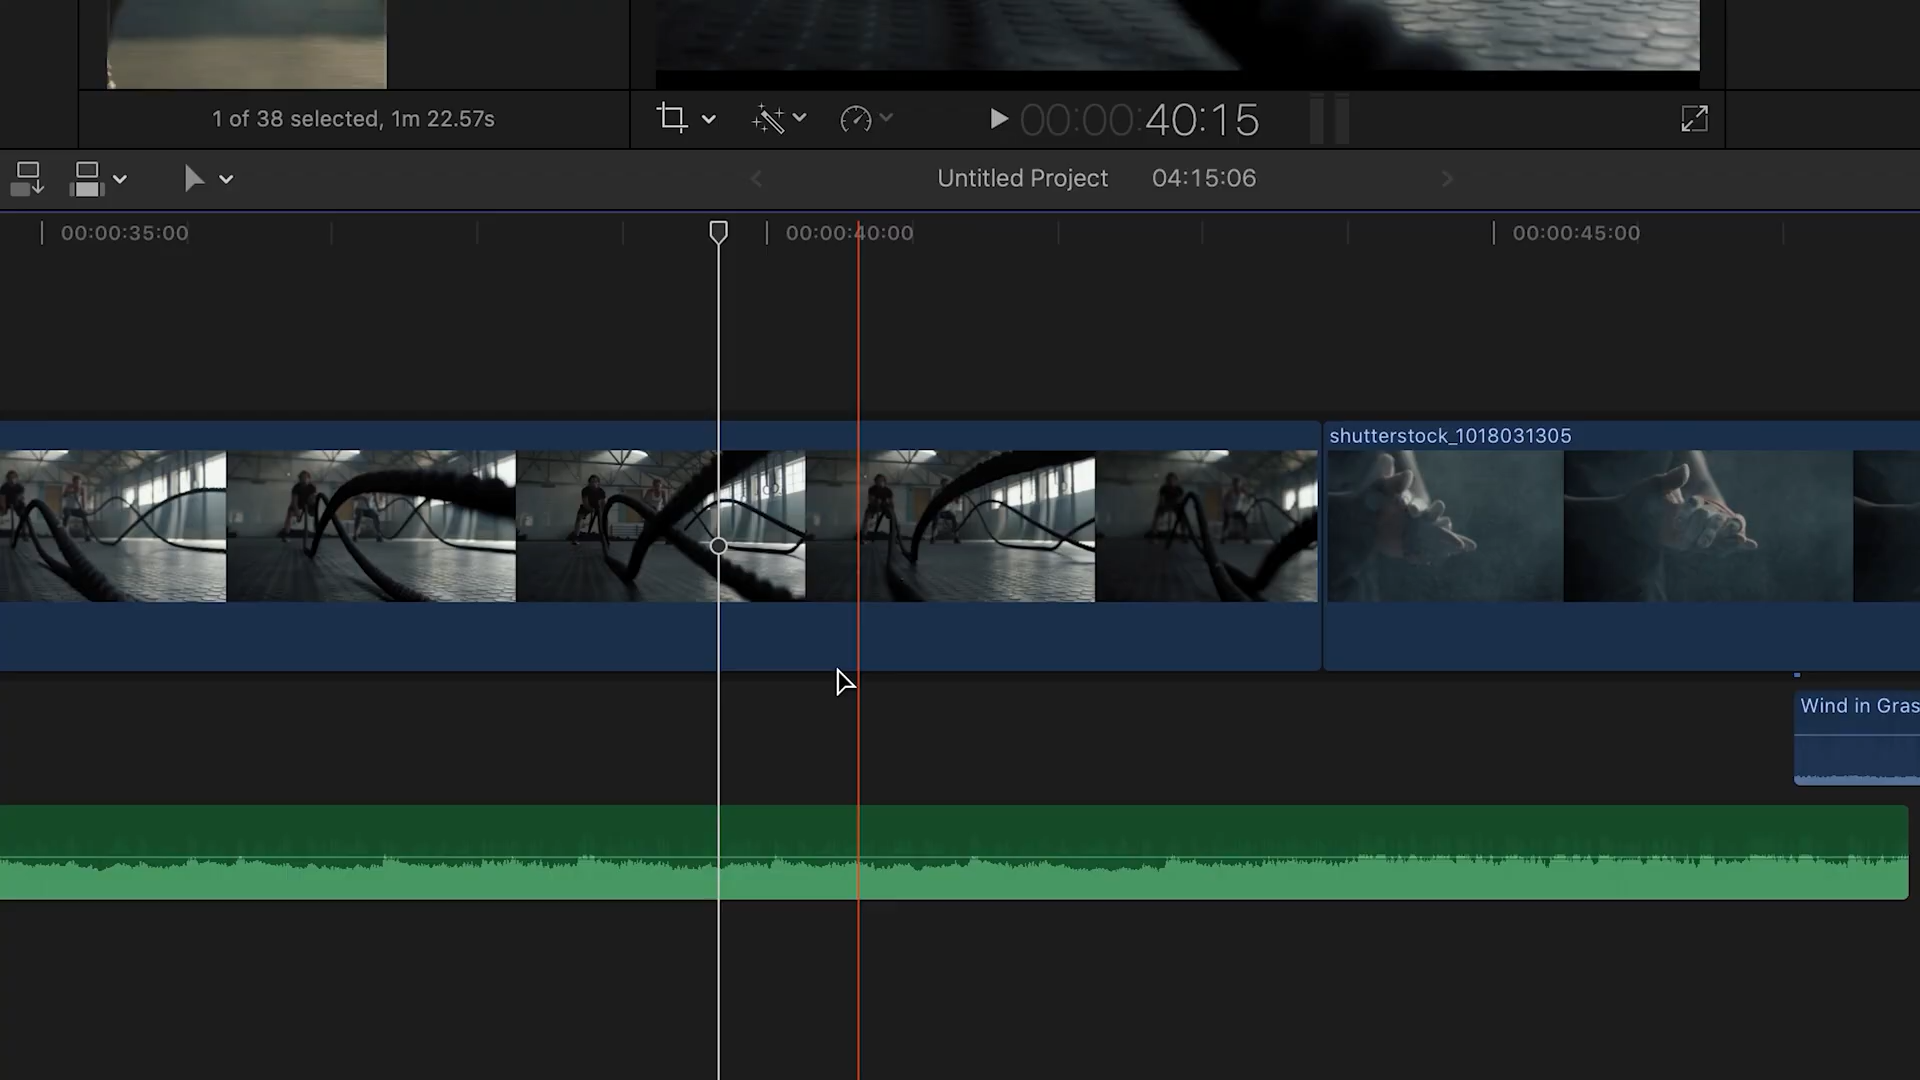 1 of 38 selected, 1m 22.57s
00:00:40:15
Untitled Project
04:15:06
00:00:35:00
00:00:40:00
00:00:45:00
shutterstock_1018031305
Wind in Gras